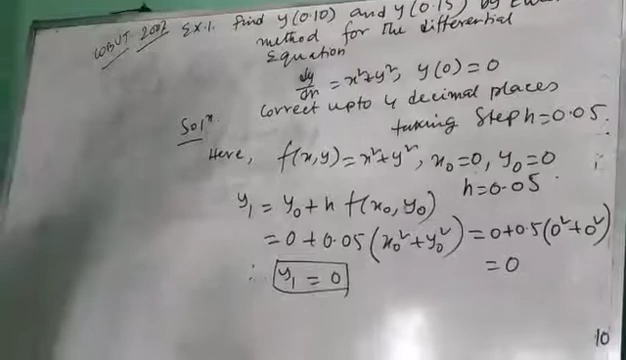 WBUT 2007 Ex.1. Find y(0.10) and y(0.15) by
method for the differential
Equation
dy/dx = x²+y², y(0) = 0
correct upto 4 decimal places
taking Step h=0.05.
Solⁿ.
Here, f(x,y)=x²+y², x₀=0, y₀=0
h=0.05.
y₁ = y₀+h f(x₀,y₀)
= 0+0.05(x₀²+y₀²) = 0+0.5(0²+0²)
= 0
∴ y₁ = 0
10